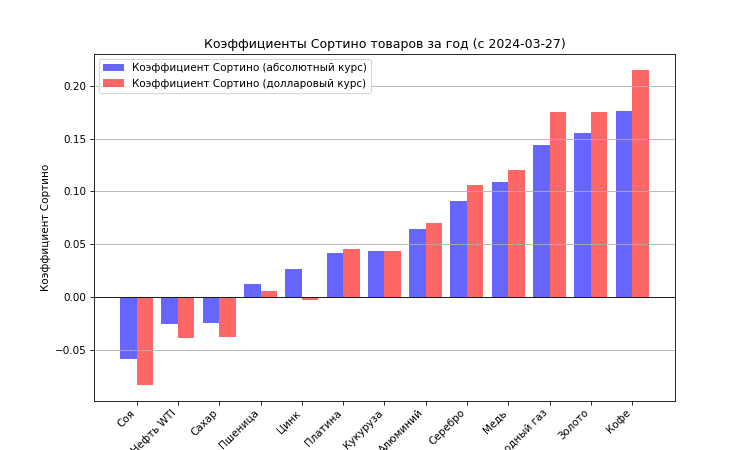 Коэффициенты Сортино товаров за год (с 2024-03-27)
Коэффициент Сортино (абсолютный курс)
Коэффициент Сортино (долларовый курс)
Коэффициент Сортино
0.20
0.15
0.10
0.05
0.00
−0.05
Соя
Нефть WTI
Сахар
Пшеница
Цинк
Платина
Кукуруза
Алюминий
Серебро
Медь
одный газ
Золото
Кофе